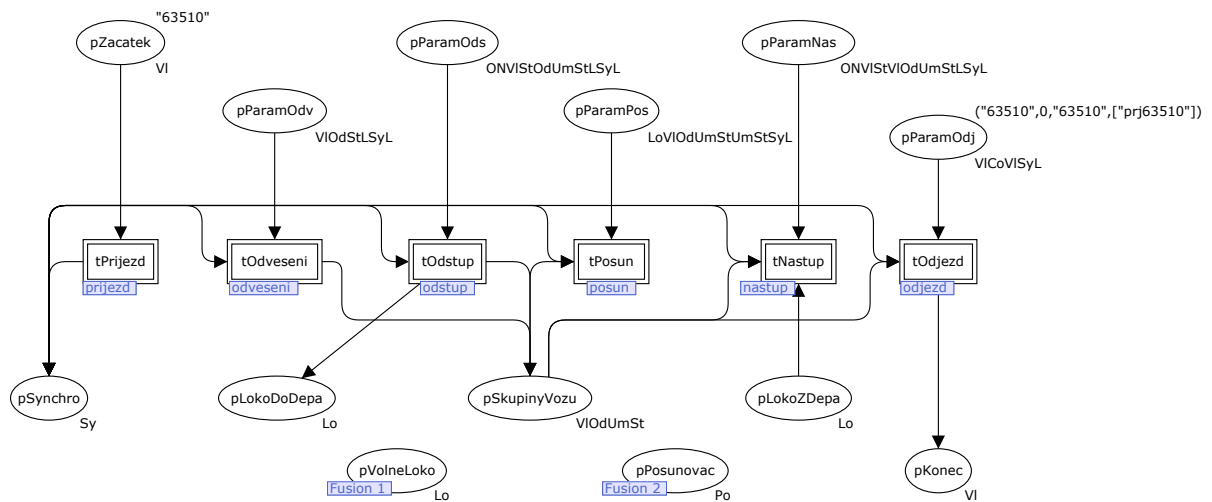 "63510"
pZacatek
Vl
pParamOds
ONVlStOdUmStLSyL
pParamNas
ONVlStVlOdUmStLSyL
pParamOdv
VlOdStLSyL
pParamPos
LoVlOdUmStUmStSyL
("63510",0,"63510",["prj63510"])
pParamOdj
VlCoVlSyL
tPrijezd
prijezd
tOdveseni
odveseni
tOdstup
odstup
tPosun
posun
tNastup
nastup
tOdjezd
odjezd
pSynchro
Sy
pLokoDoDepa
Lo
pSkupinyVozu
VlOdUmSt
pLokoZDepa
Lo
pVolneLoko
Fusion 1
Lo
pPosunovac
Fusion 2
Po
pKonec
Vl